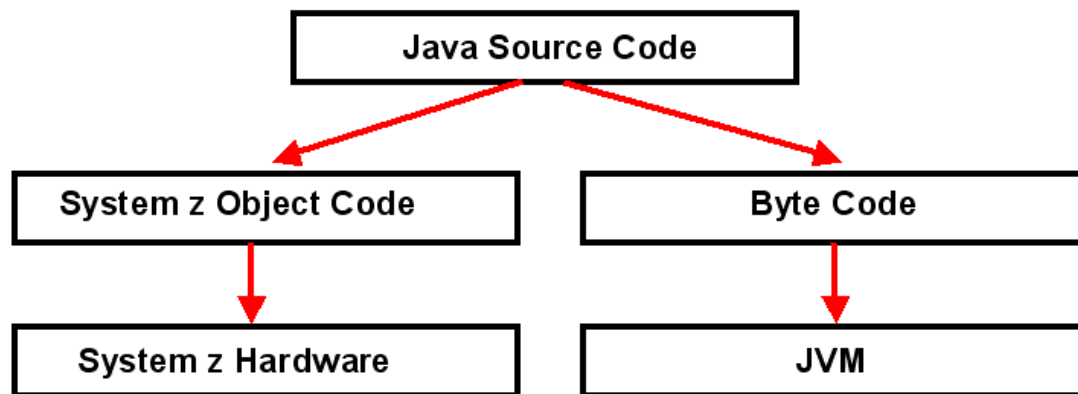 Java Source Code
System z Object Code
Byte Code
System z Hardware
JVM